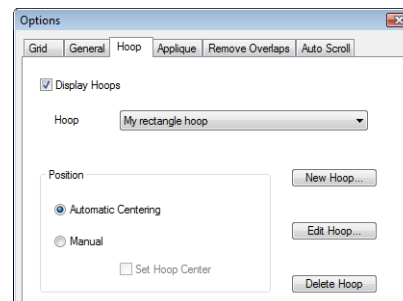 Options
Grid General Hoop Applique Remove Overlaps Auto Scroll
Display Hoops
Hoop My rectangle hoop
Position
New Hoop...
Automatic Centering
Edit Hoop...
Manual
Set Hoop Center
Delete Hoop